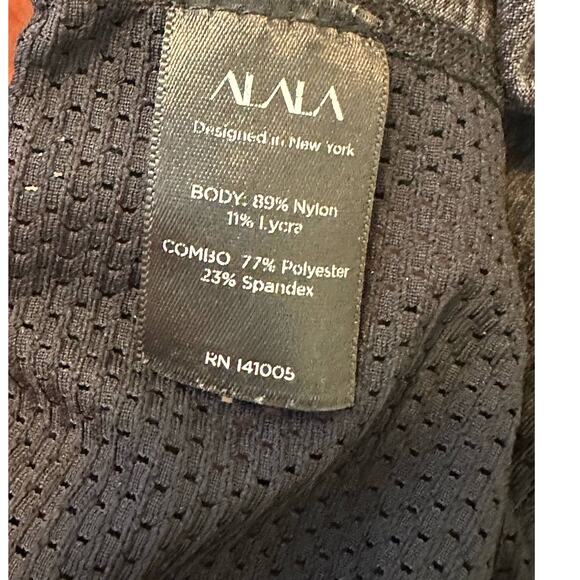 ALALA
Designed in New York
BODY: 89% Nylon
11% Lycra
COMBO 77% Polyester
23% Spandex
RN 141005